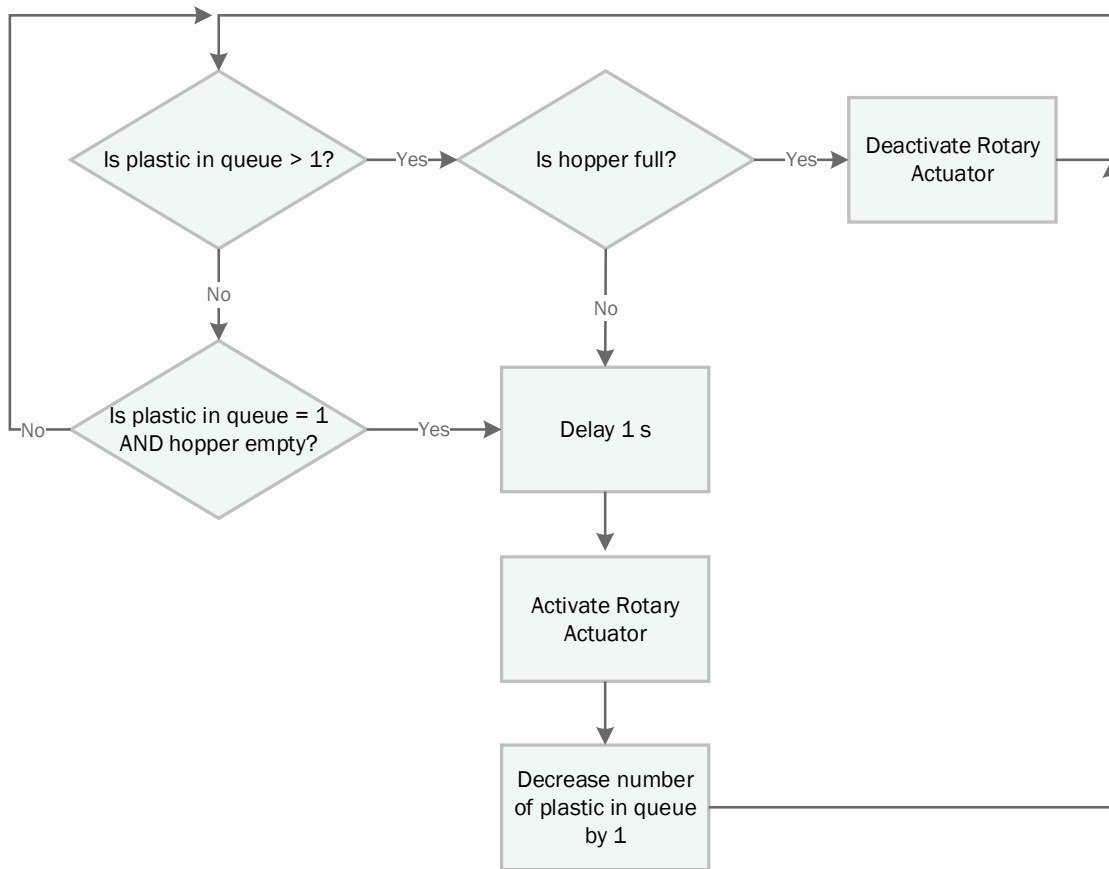 Is plastic in queue > 1?
Yes
Is hopper full?
Yes
Deactivate Rotary
Actuator
No
No
Is plastic in queue = 1
AND hopper empty?
No
Yes
Delay 1 s
Activate Rotary
Actuator
Decrease number
of plastic in queue
by 1